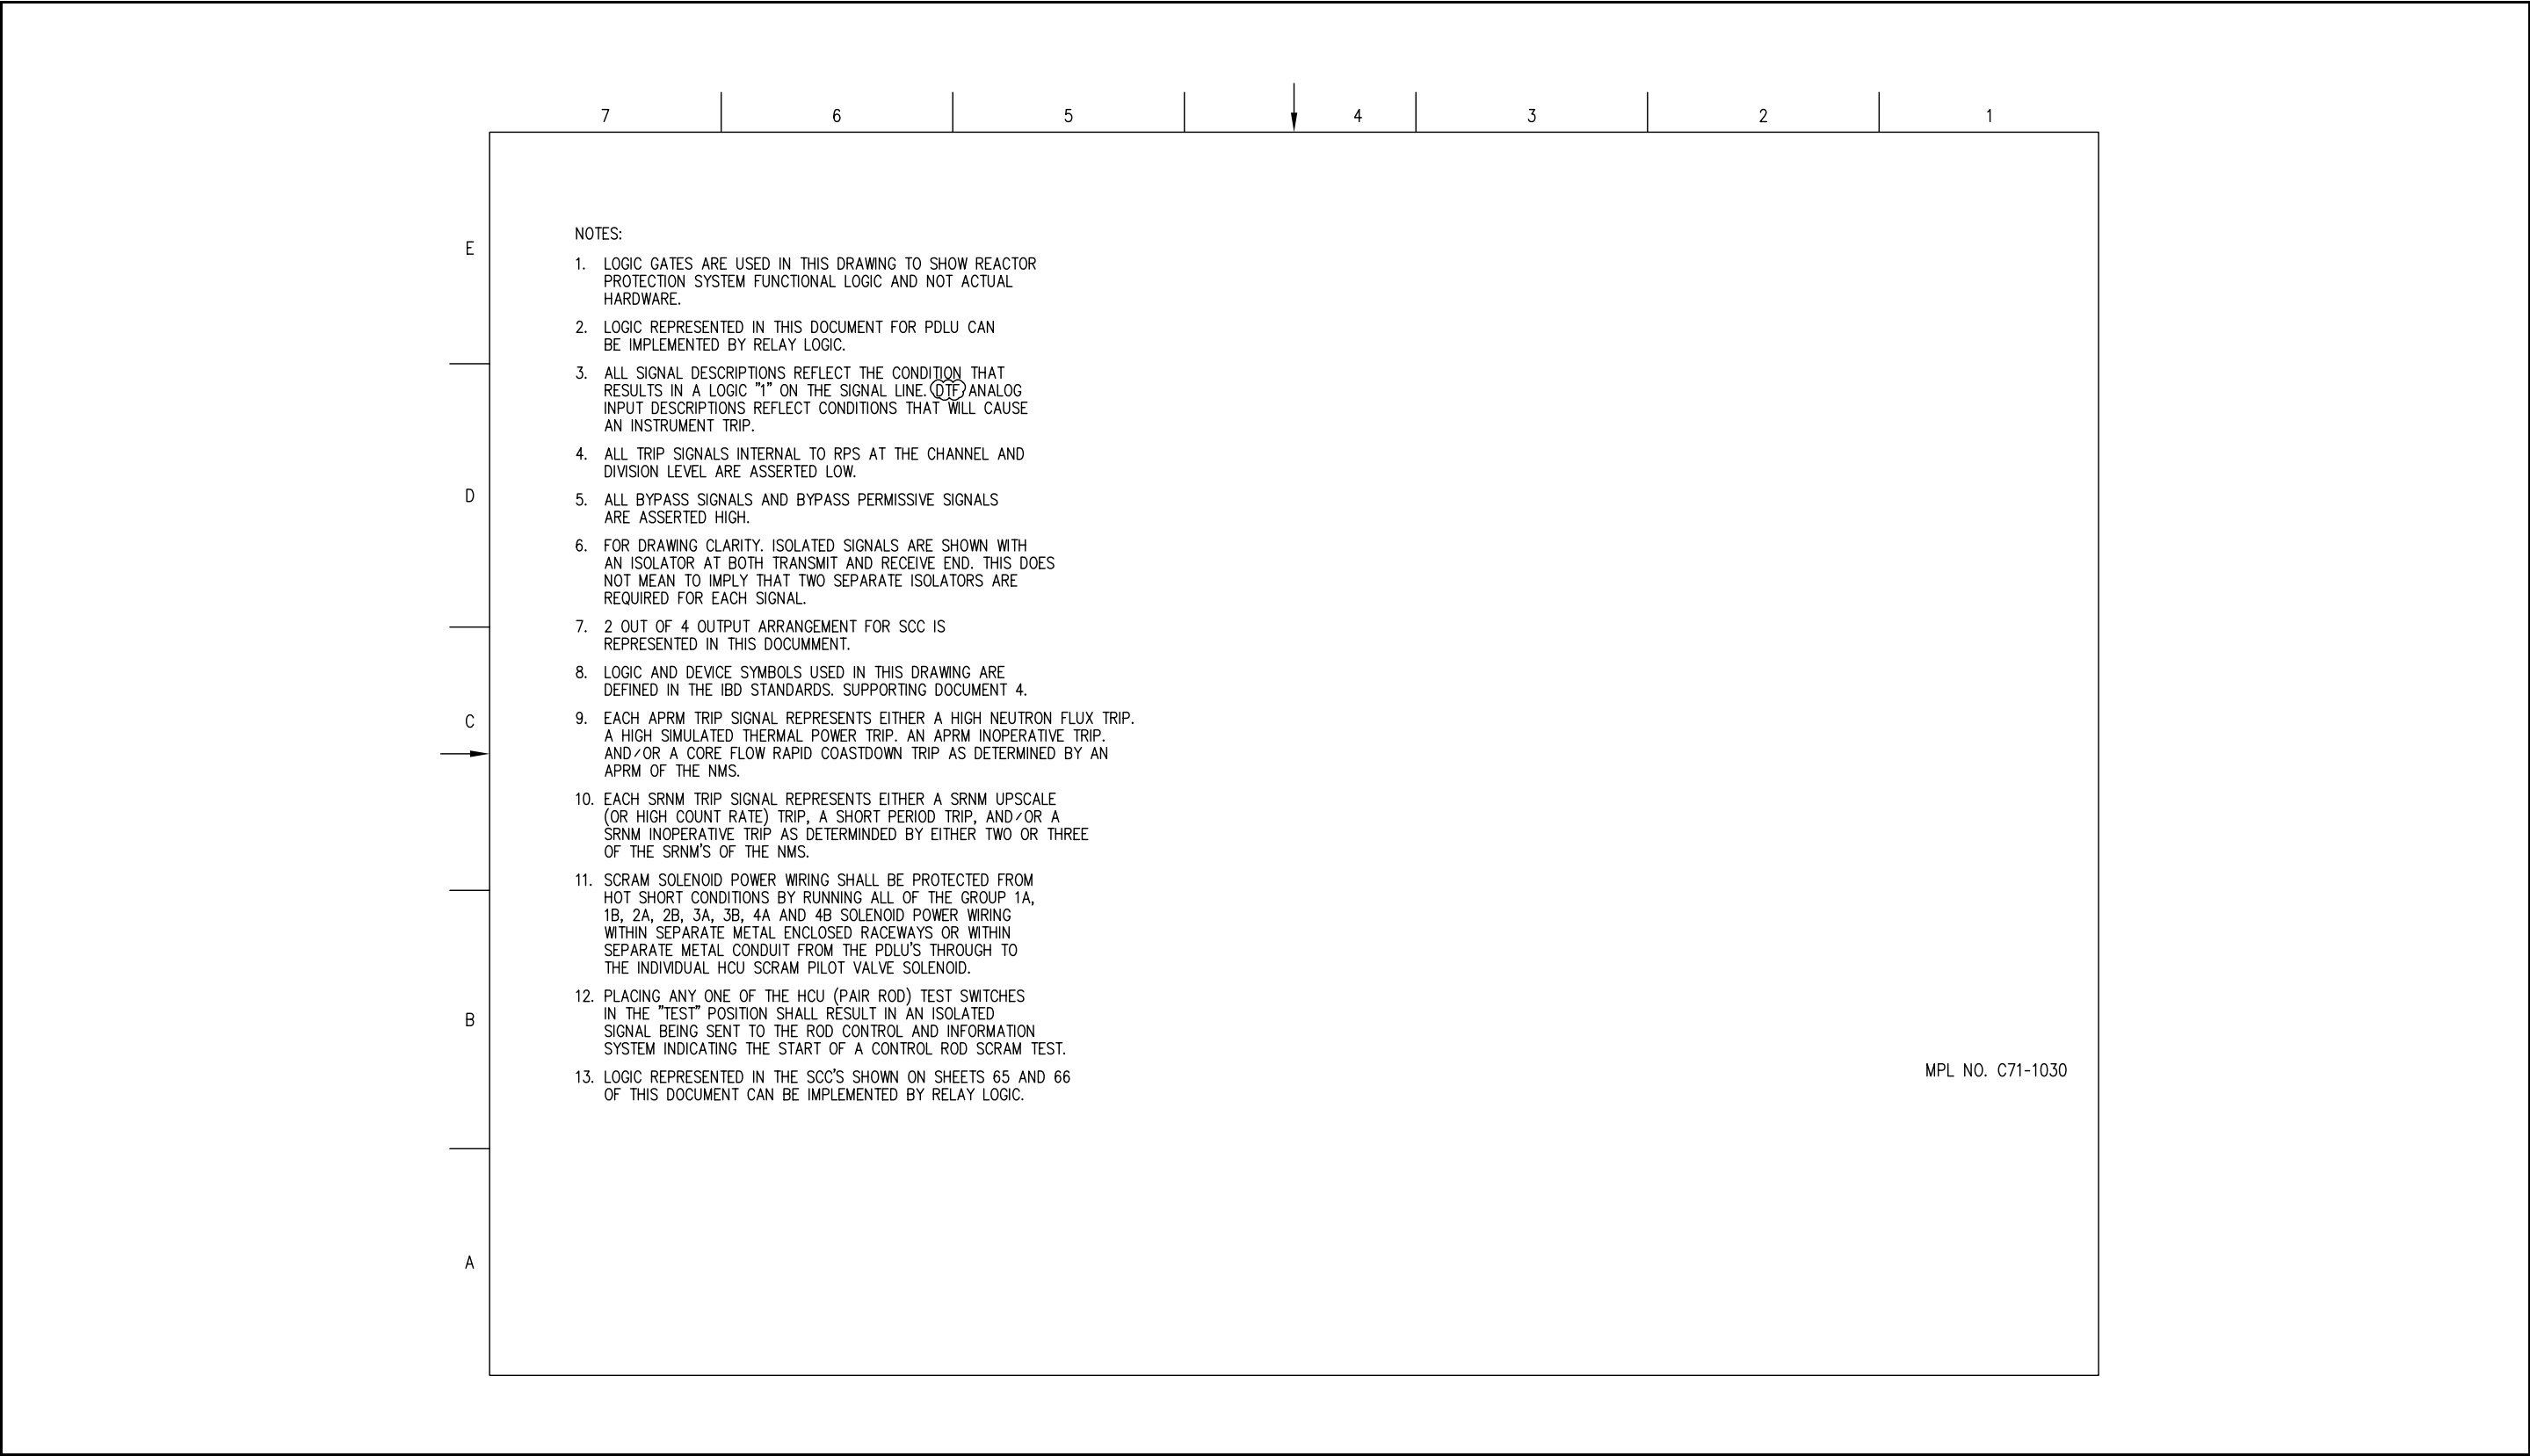 7 6 5 4 3 2 1
E
NOTES:
1. LOGIC GATES ARE USED IN THIS DRAWING TO SHOW REACTOR
PROTECTION SYSTEM FUNCTIONAL LOGIC AND NOT ACTUAL
HARDWARE.
2. LOGIC REPRESENTED IN THIS DOCUMENT FOR PDLU CAN
BE IMPLEMENTED BY RELAY LOGIC.
3. ALL SIGNAL DESCRIPTIONS REFLECT THE CONDITION THAT
RESULTS IN A LOGIC "1" ON THE SIGNAL LINE. DTF ANALOG
INPUT DESCRIPTIONS REFLECT CONDITIONS THAT WILL CAUSE
AN INSTRUMENT TRIP.
4. ALL TRIP SIGNALS INTERNAL TO RPS AT THE CHANNEL AND
DIVISION LEVEL ARE ASSERTED LOW.
D
5. ALL BYPASS SIGNALS AND BYPASS PERMISSIVE SIGNALS
ARE ASSERTED HIGH.
6. FOR DRAWING CLARITY. ISOLATED SIGNALS ARE SHOWN WITH
AN ISOLATOR AT BOTH TRANSMIT AND RECEIVE END. THIS DOES
NOT MEAN TO IMPLY THAT TWO SEPARATE ISOLATORS ARE
REQUIRED FOR EACH SIGNAL.
7. 2 OUT OF 4 OUTPUT ARRANGEMENT FOR SCC IS
REPRESENTED IN THIS DOCUMMENT.
8. LOGIC AND DEVICE SYMBOLS USED IN THIS DRAWING ARE
DEFINED IN THE IBD STANDARDS. SUPPORTING DOCUMENT 4.
C
9. EACH APRM TRIP SIGNAL REPRESENTS EITHER A HIGH NEUTRON FLUX TRIP.
A HIGH SIMULATED THERMAL POWER TRIP. AN APRM INOPERATIVE TRIP.
AND/OR A CORE FLOW RAPID COASTDOWN TRIP AS DETERMINED BY AN
APRM OF THE NMS.
10. EACH SRNM TRIP SIGNAL REPRESENTS EITHER A SRNM UPSCALE
(OR HIGH COUNT RATE) TRIP, A SHORT PERIOD TRIP, AND/OR A
SRNM INOPERATIVE TRIP AS DETERMINDED BY EITHER TWO OR THREE
OF THE SRNM'S OF THE NMS.
11. SCRAM SOLENOID POWER WIRING SHALL BE PROTECTED FROM
HOT SHORT CONDITIONS BY RUNNING ALL OF THE GROUP 1A,
1B, 2A, 2B, 3A, 3B, 4A AND 4B SOLENOID POWER WIRING
WITHIN SEPARATE METAL ENCLOSED RACEWAYS OR WITHIN
SEPARATE METAL CONDUIT FROM THE PDLU'S THROUGH TO
THE INDIVIDUAL HCU SCRAM PILOT VALVE SOLENOID.
12. PLACING ANY ONE OF THE HCU (PAIR ROD) TEST SWITCHES
IN THE "TEST" POSITION SHALL RESULT IN AN ISOLATED
SIGNAL BEING SENT TO THE ROD CONTROL AND INFORMATION
SYSTEM INDICATING THE START OF A CONTROL ROD SCRAM TEST.
B
13. LOGIC REPRESENTED IN THE SCC'S SHOWN ON SHEETS 65 AND 66
OF THIS DOCUMENT CAN BE IMPLEMENTED BY RELAY LOGIC.
MPL NO. C71-1030
A